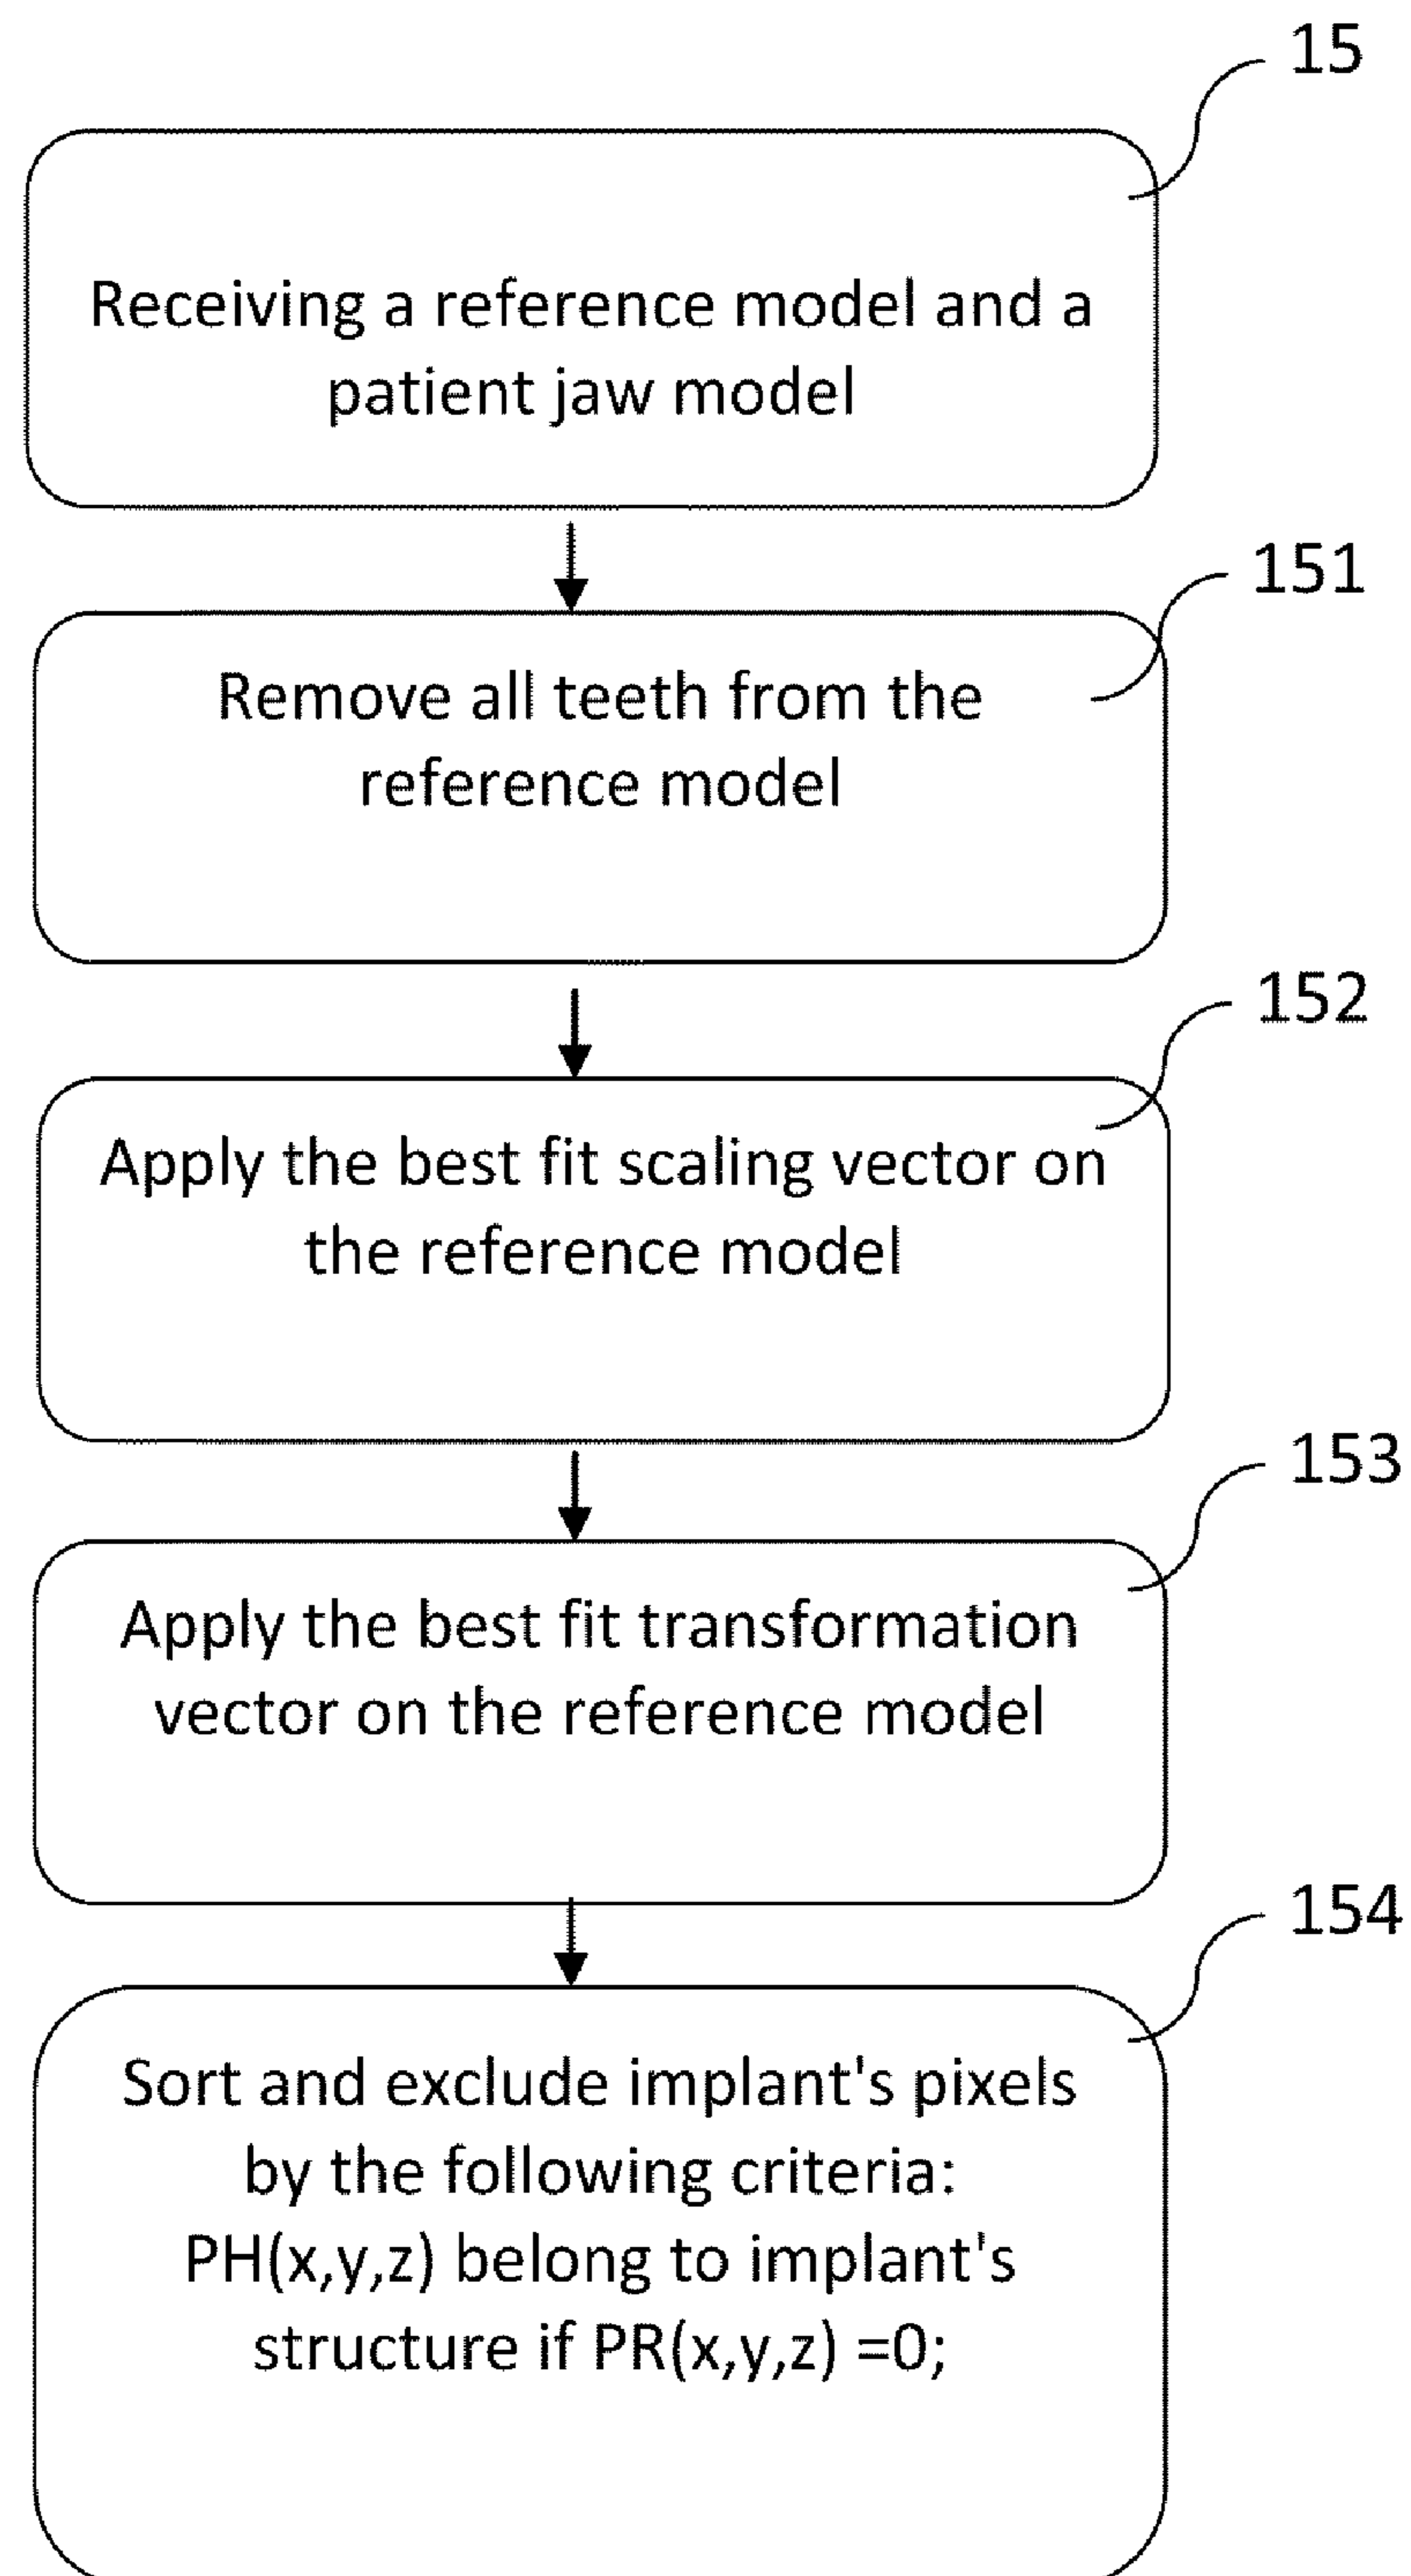 15
Receiving a reference model and a
patient jaw model
151
Remove all teeth from the
reference model
152
Apply the best fit scaling vector on
the reference model
153
Apply the best fit transformation
vector on the reference model
154
Sort and exclude implant's pixels
by the following criteria:
PH(x,y,z) belong to implant's
structure if PR(x,y,z) =0;